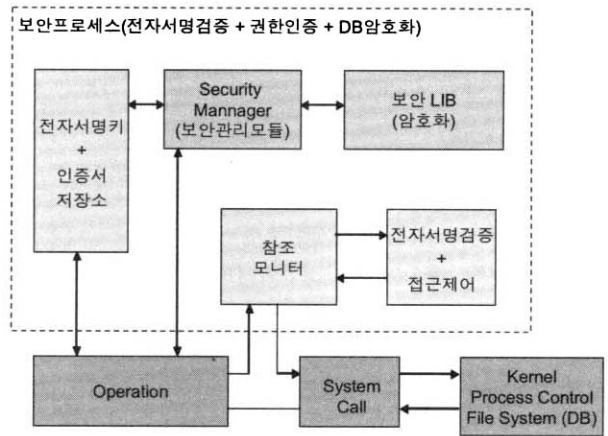 보안프로세스(전자서명검증 + 권한인증 + DB암호화)
전자서명키
+
인증서
저장소
Security
Mannager
(보안관리모듈)
보안 LIB
(암호화)
참조
모니터
전자서명검증
+
접근제어
Operation
System
Call
Kernel
Process Control
File System (DB)